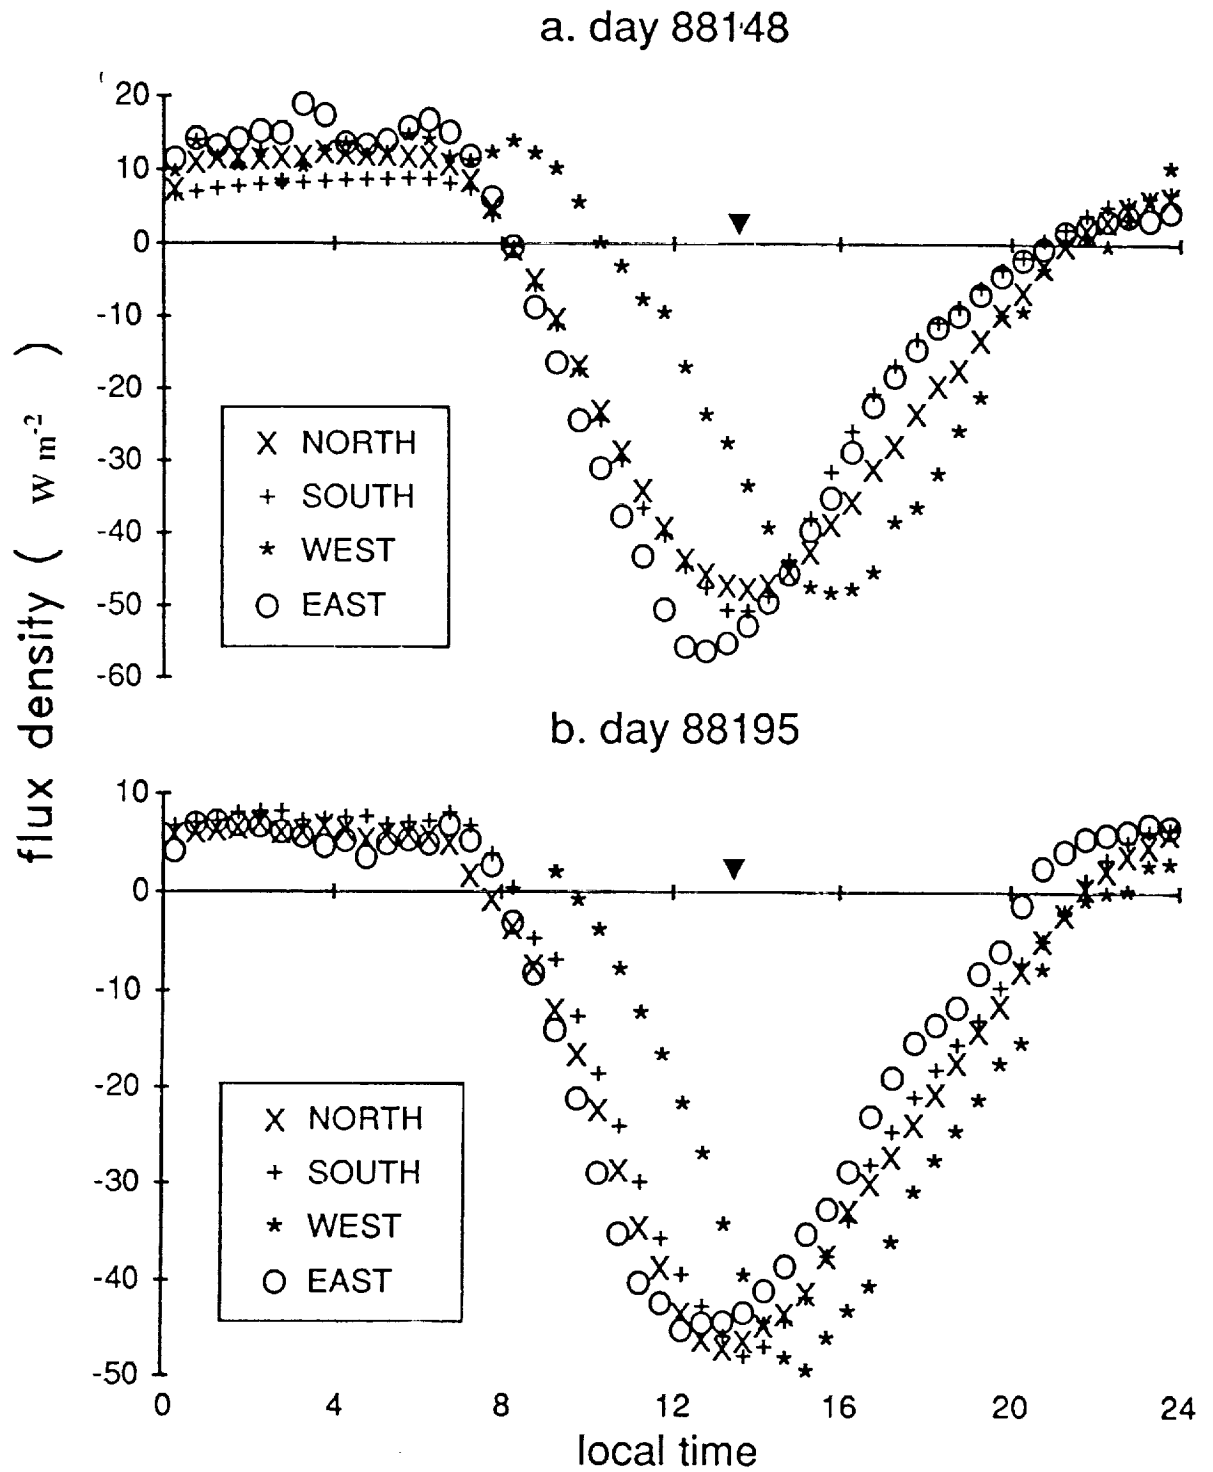 a. day 88148
20
10
0
-10
-20
-30
-40
-50
-60
X NORTH
+ SOUTH
* WEST
O EAST
flux density ( w m-2 )
b. day 88195
10
0
-10
-20
-30
-40
-50
X NORTH
+ SOUTH
* WEST
O EAST
0 4 8 12 16 20 24
local time